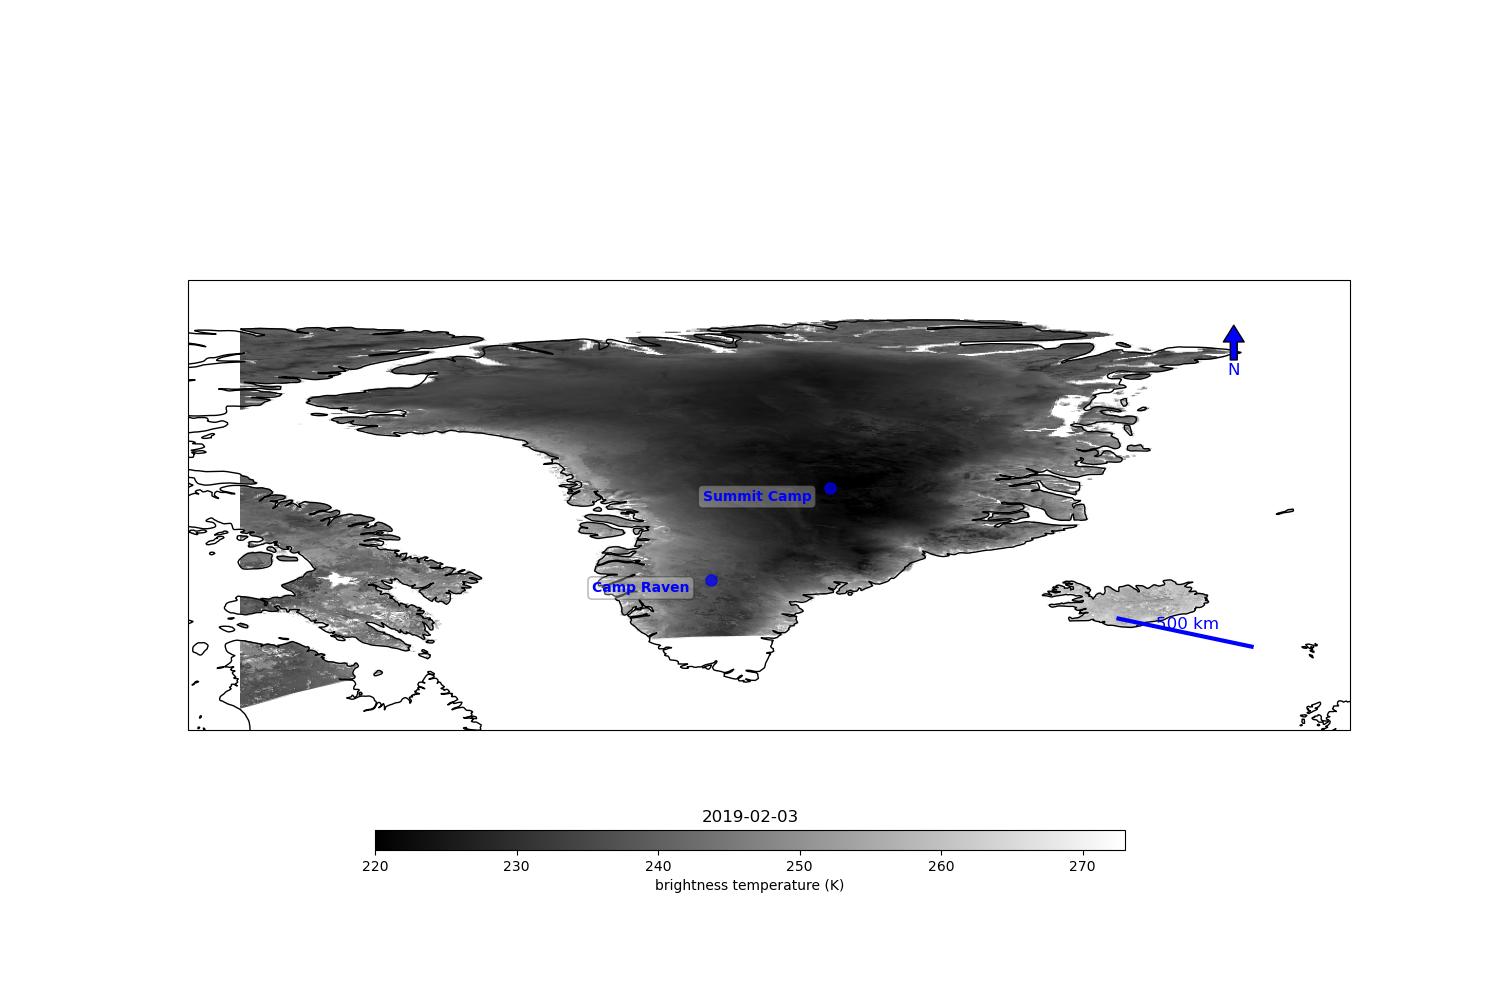 N
Summit Camp
Camp Raven
500 km
2019-02-03
220 230 240 250 260 270
brightness temperature (K)